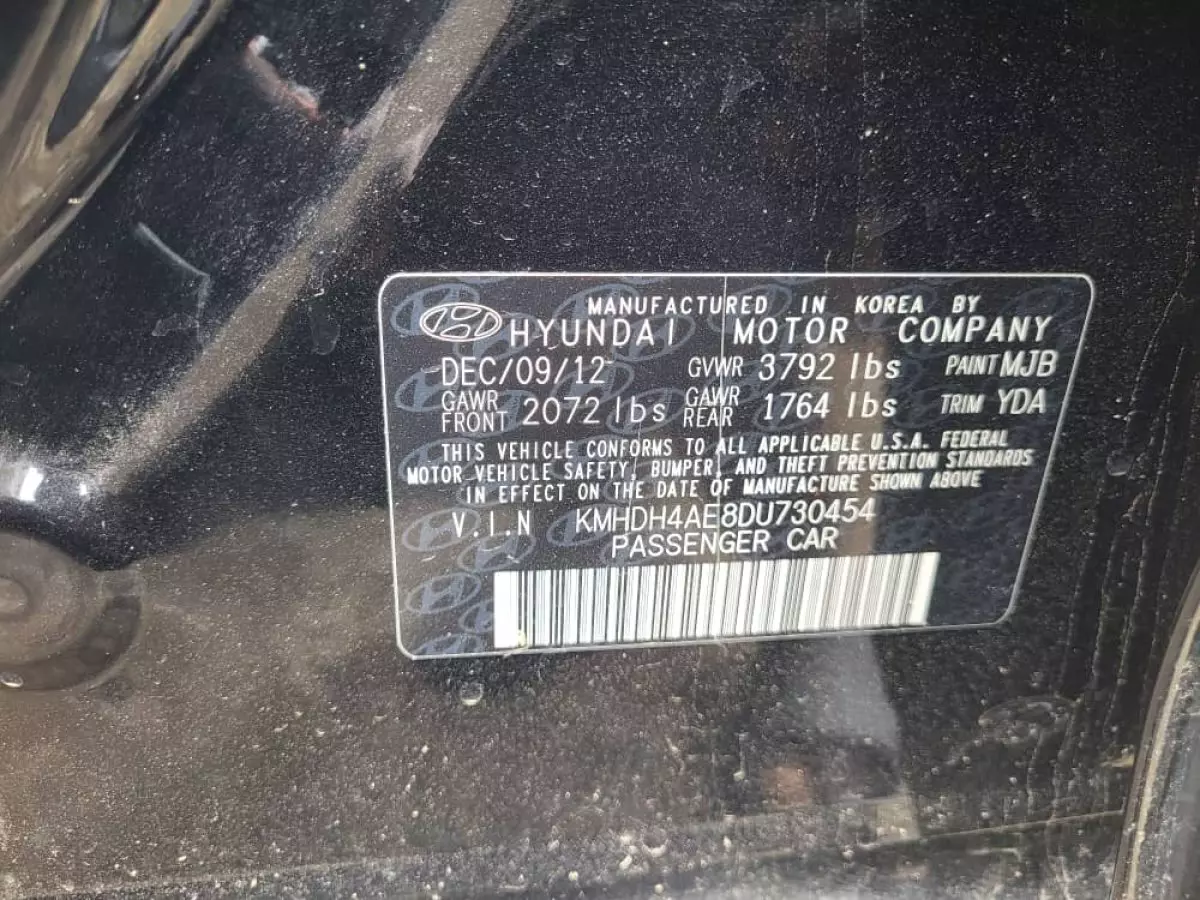 MANUFACTURED IN KOREA BY
HYUNDAI MOTOR COMPANY
DEC/09/12 GVWR 3792 lbs PAINT MJB
GAWR FRONT 2072 lbs GAWR REAR 1764 lbs TRIM YDA
THIS VEHICLE CONFORMS TO ALL APPLICABLE U.S.A. FEDERAL
MOTOR VEHICLE SAFETY, BUMPER, AND THEFT PREVENTION STANDARDS
IN EFFECT ON THE DATE OF MANUFACTURE SHOWN ABOVE
V.I.N KMHDH4AE8DU730454
PASSENGER CAR